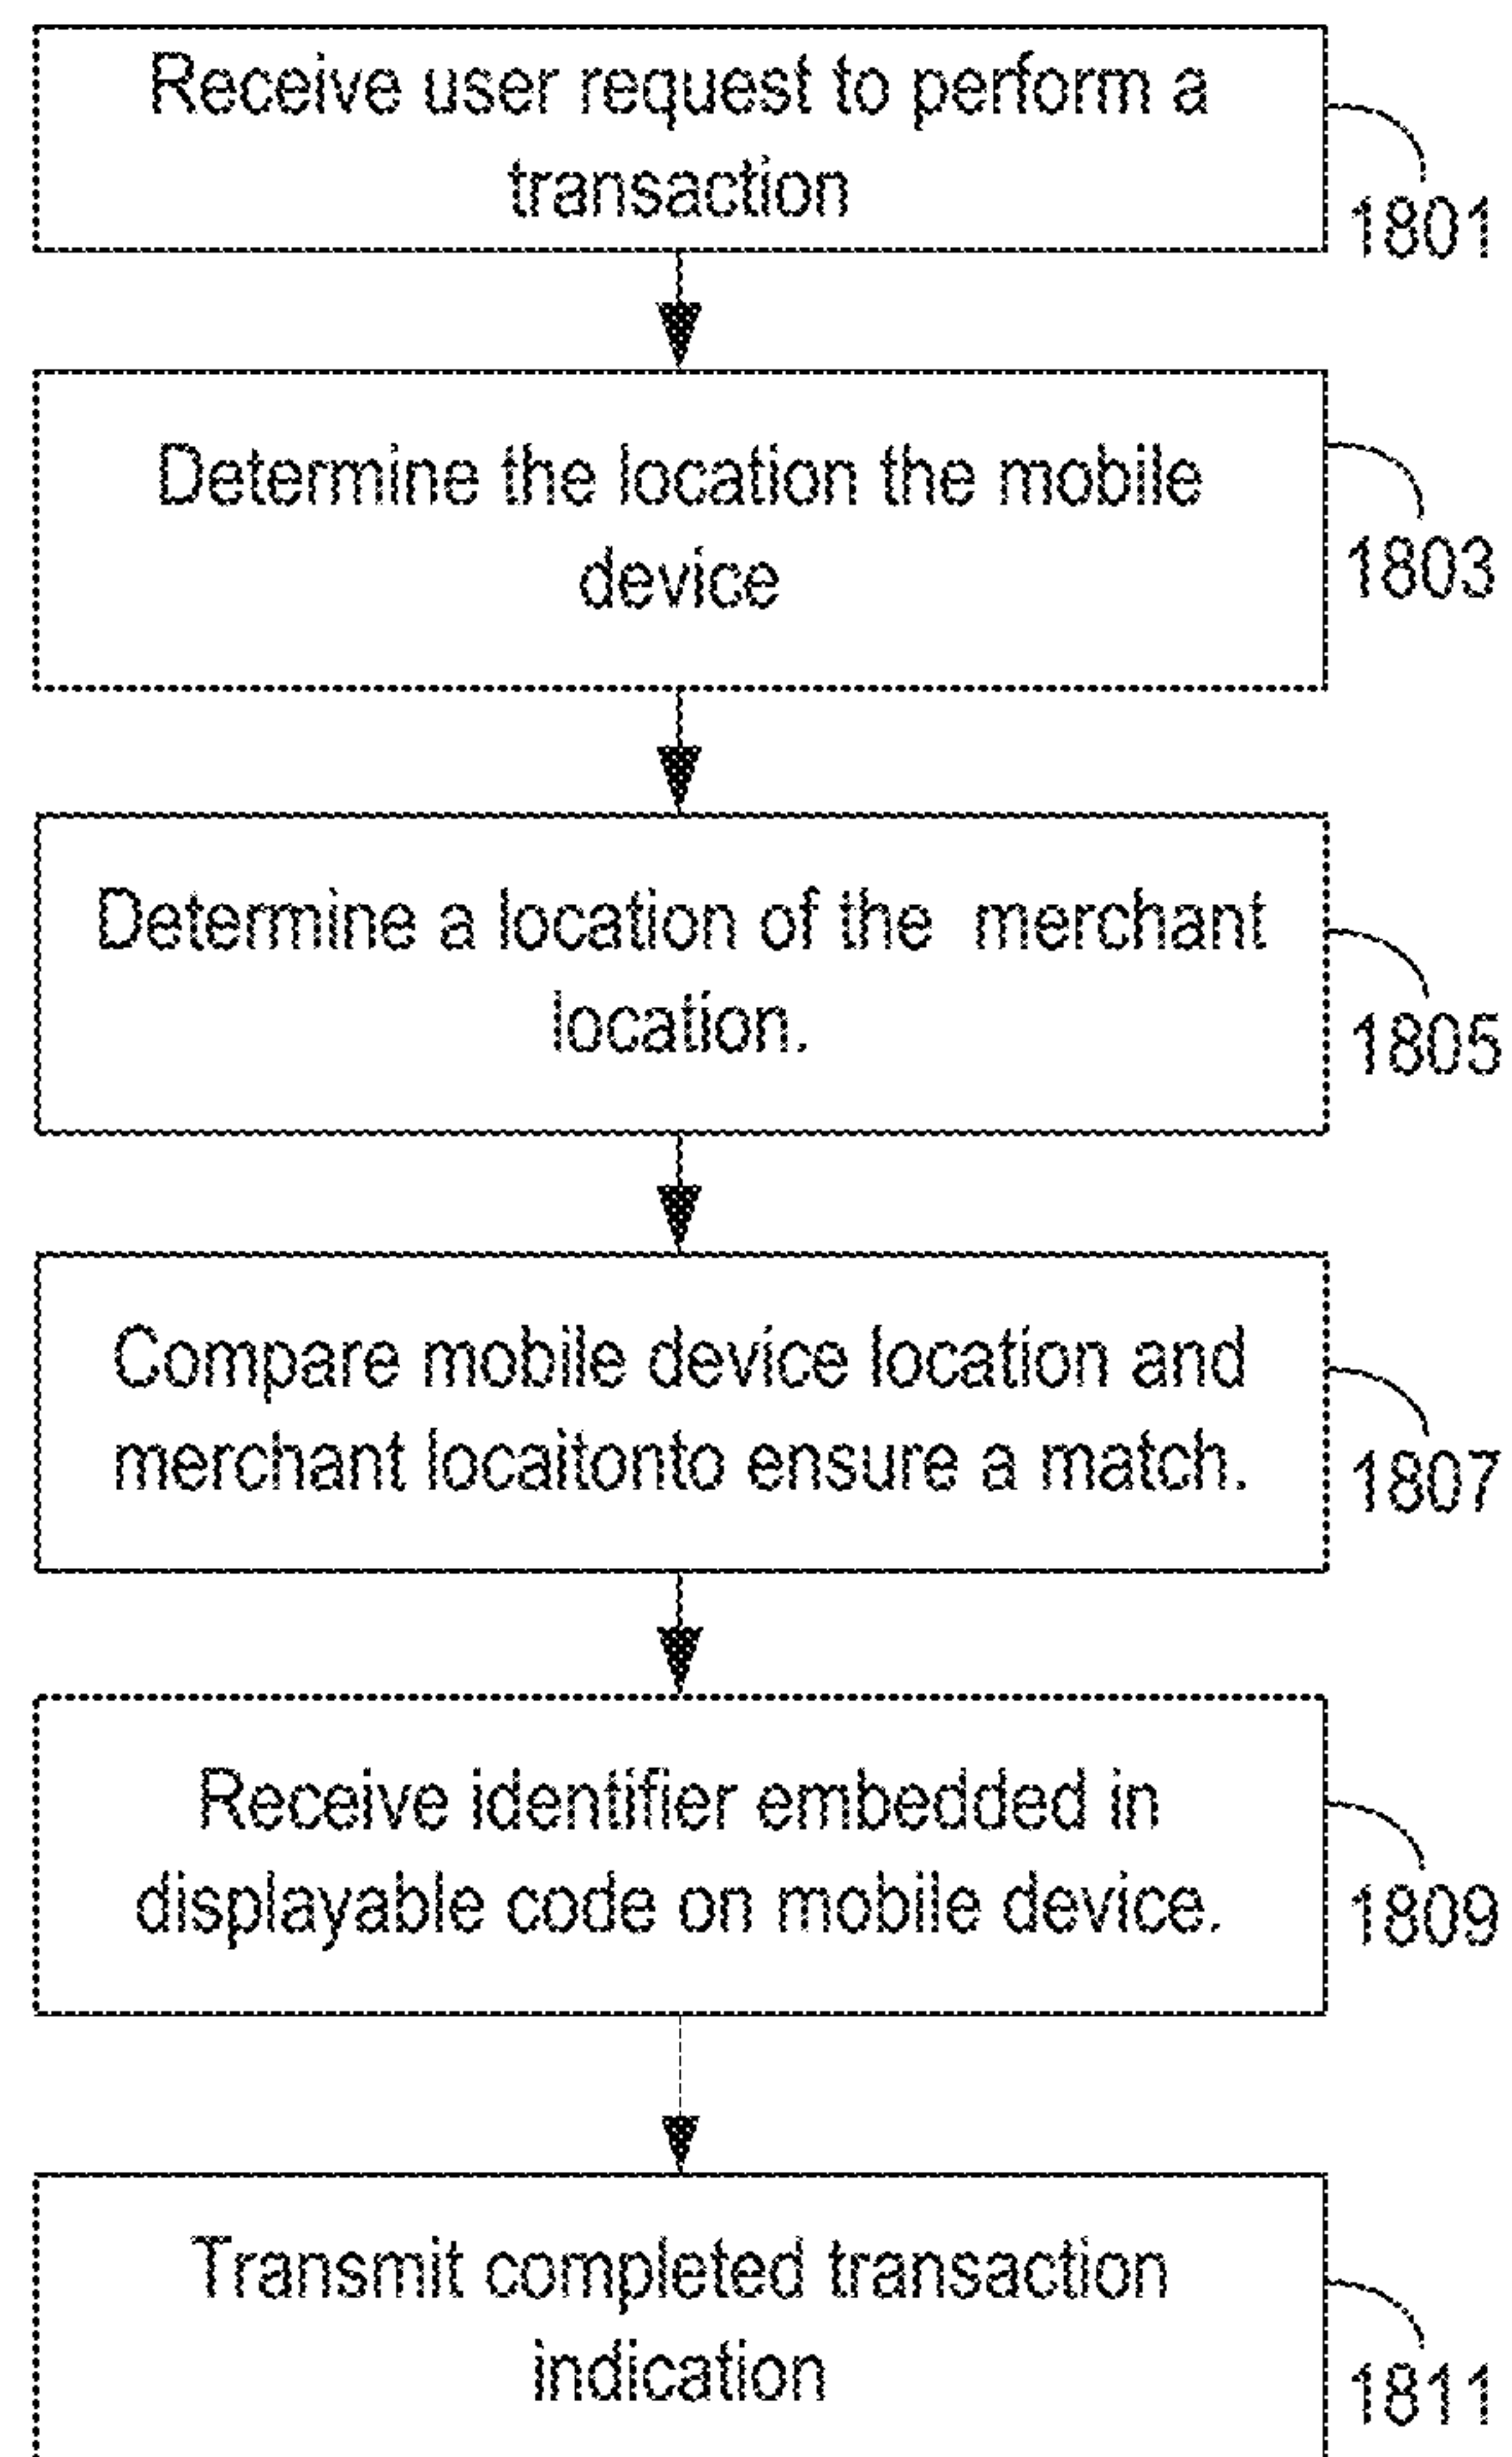 Receive user request to perform a
transaction
1801
Determine the location the mobile
device
1803
Determine a location of the merchant
location.
1805
Compare mobile device location and
merchant locaitonto ensure a match.
1807
Receive identifier embedded in
displayable code on mobile device.
1809
Transmit completed transaction
indication
1811